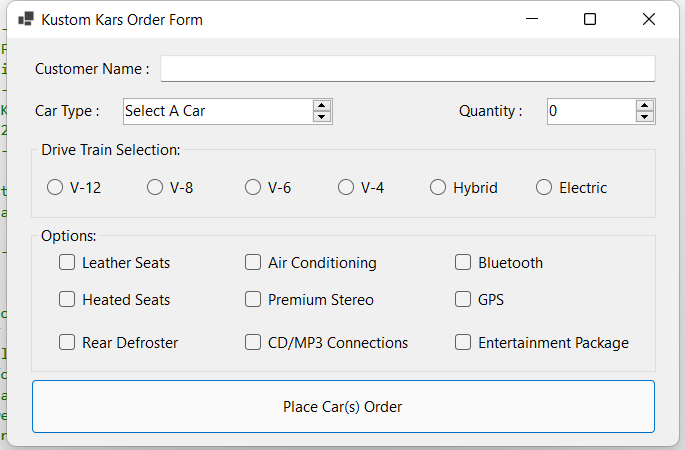 Kustom Kars Order Form
Customer Name :
Car Type : Select A Car Quantity : 0
Drive Train Selection:
V-12 V-8 V-6 V-4 Hybrid Electric
Options:
Leather Seats Air Conditioning Bluetooth
Heated Seats Premium Stereo GPS
Rear Defroster CD/MP3 Connections Entertainment Package
Place Car(s) Order